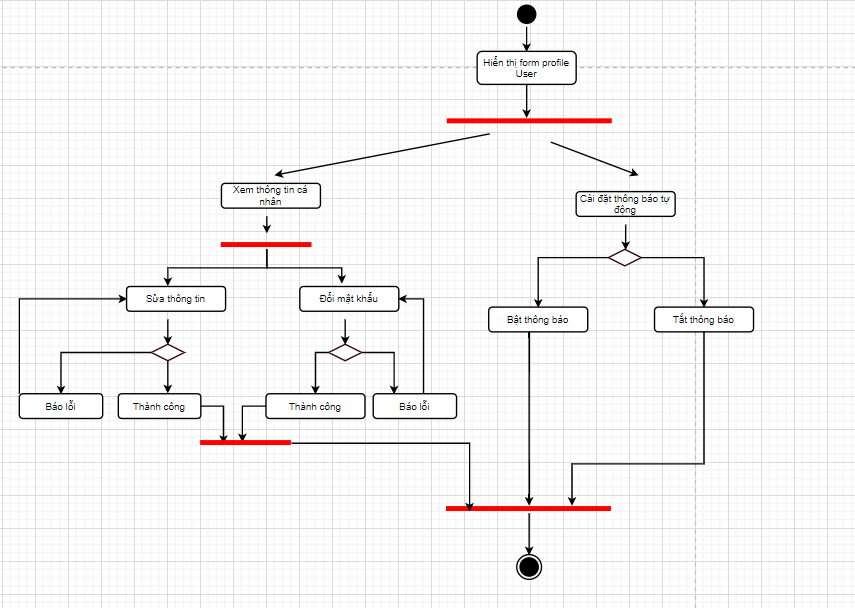 Hiển thị form profile
User
Xem thông tin cá
nhân
Cài đặt thông báo tự
động
Sửa thông tin
Đổi mật khẩu
Bật thông báo
Tắt thông báo
Báo lỗi
Thành công
Thành công
Báo lỗi